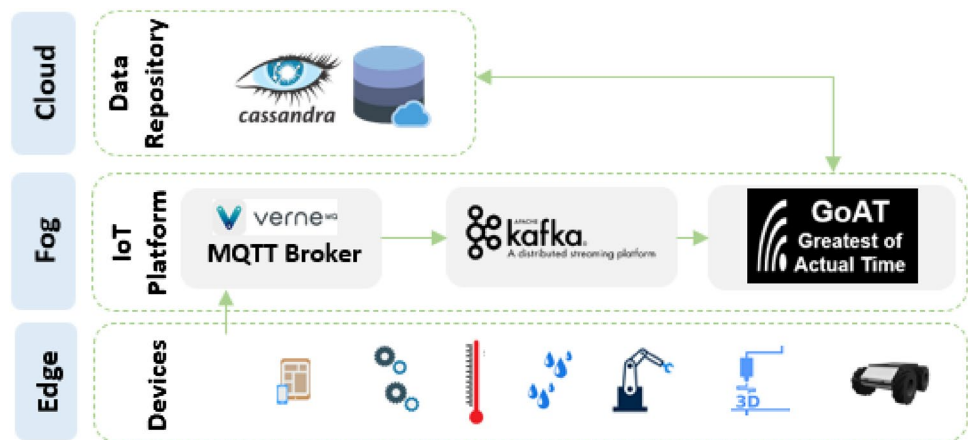 Cloud
Data
Repository
cassandra
Fog
IoT
Platform
VERNE MQ
MQTT Broker
APACHE
kafka®
A distributed streaming platform
GoAT
Greatest of
Actual Time
Edge
Devices
3D